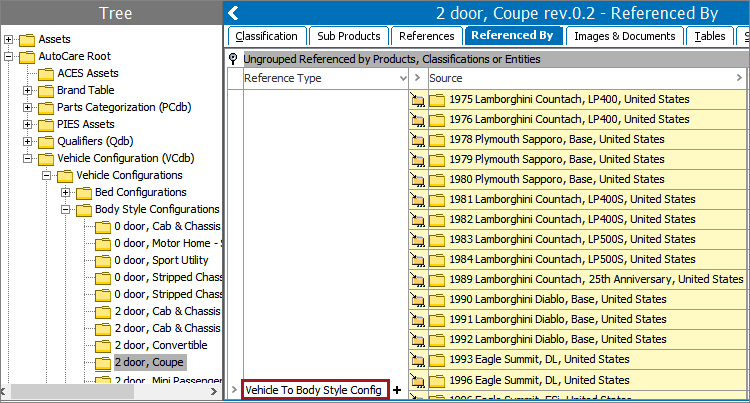 Tree
Assets
AutoCare Root
ACES Assets
Brand Table
Parts Categorization (PCdb)
PIES Assets
Qualifiers (Qdb)
Vehicle Configuration (VCdb)
Vehicle Configurations
Bed Configurations
Body Style Configurations
0 door, Cab & Chassis
0 door, Motor Home - S
0 door, Sport Utility
0 door, Stripped Chass
0 door, Stripped Chass
2 door, Cab & Chassis
2 door, Cab & Chassis
2 door, Convertible
2 door, Coupe
2 door, Mini Passenger
2 door, Coupe rev.0.2 - Referenced By
Classification Sub Products References Referenced By Images & Documents Tables S
Ungrouped Referenced by Products, Classifications or Entities
Reference Type > Source >
1975 Lamborghini Countach, LP400, United States
1976 Lamborghini Countach, LP400, United States
1978 Plymouth Sapporo, Base, United States
1979 Plymouth Sapporo, Base, United States
1980 Plymouth Sapporo, Base, United States
1981 Lamborghini Countach, LP400S, United States
1982 Lamborghini Countach, LP400S, United States
1983 Lamborghini Countach, LP500S, United States
1984 Lamborghini Countach, LP500S, United States
1989 Lamborghini Countach, 25th Anniversary, United States
1990 Lamborghini Diablo, Base, United States
1991 Lamborghini Diablo, Base, United States
1992 Lamborghini Diablo, Base, United States
1993 Eagle Summit, DL, United States
> Vehicle To Body Style Config + 1996 Eagle Summit, DL, United States
1996 Eagle Summit, ESi, United States